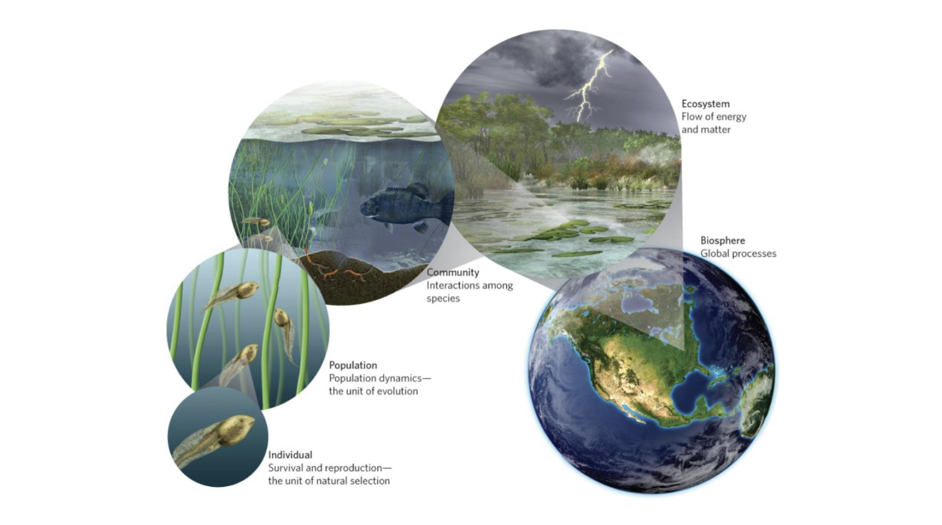 Ecosystem
Flow of energy
and matter
Biosphere
Global processes
Community
Interactions among
species
Population
Population dynamics—
the unit of evolution
Individual
Survival and reproduction—
the unit of natural selection